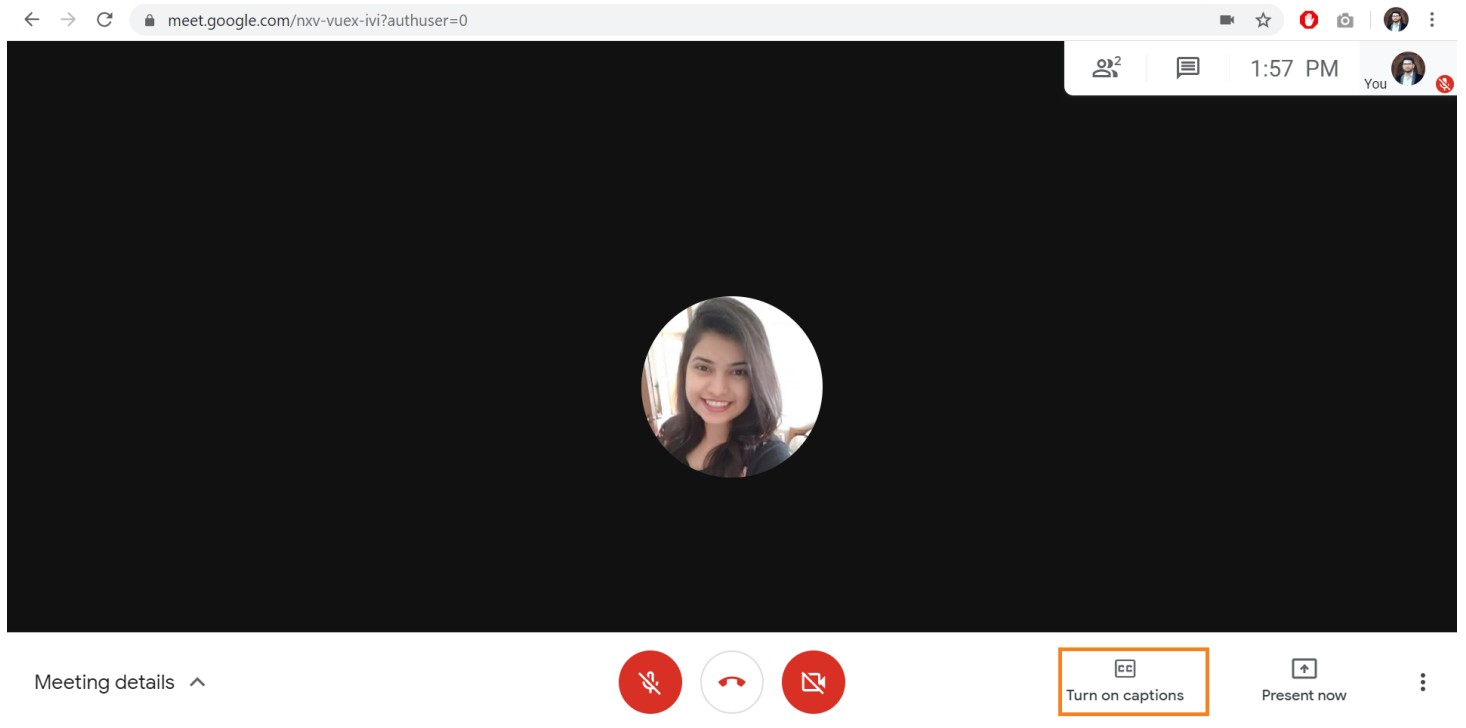 meet.google.com/nxv-vuex-ivi?authuser=0
2
1:57 PM
You
Meeting details
CC
Turn on captions
Present now